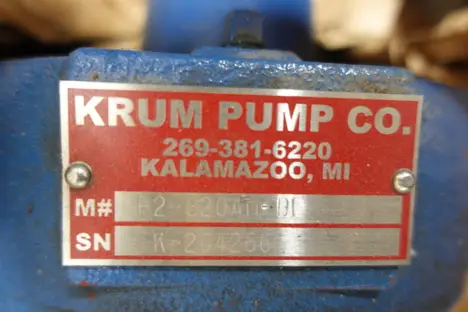 KRUM PUMP CO.
269-381-6220
KALAMAZOO, MI
M#
SN